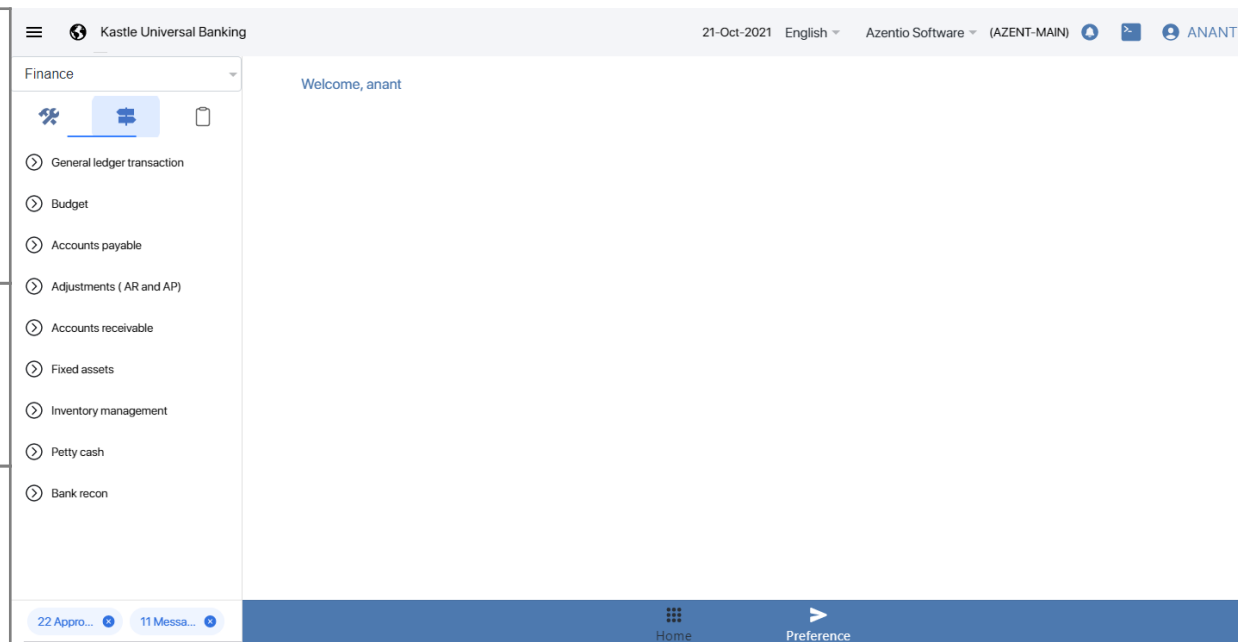 Kastle Universal Banking
21-Oct-2021 English Azentio Software (AZENT-MAIN) ANANT
Finance
Welcome, anant
General ledger transaction
Budget
Accounts payable
Adjustments ( AR and AP)
Accounts receivable
Fixed assets
Inventory management
Petty cash
Bank recon
22 Appro... 11 Messa...
Home Preference